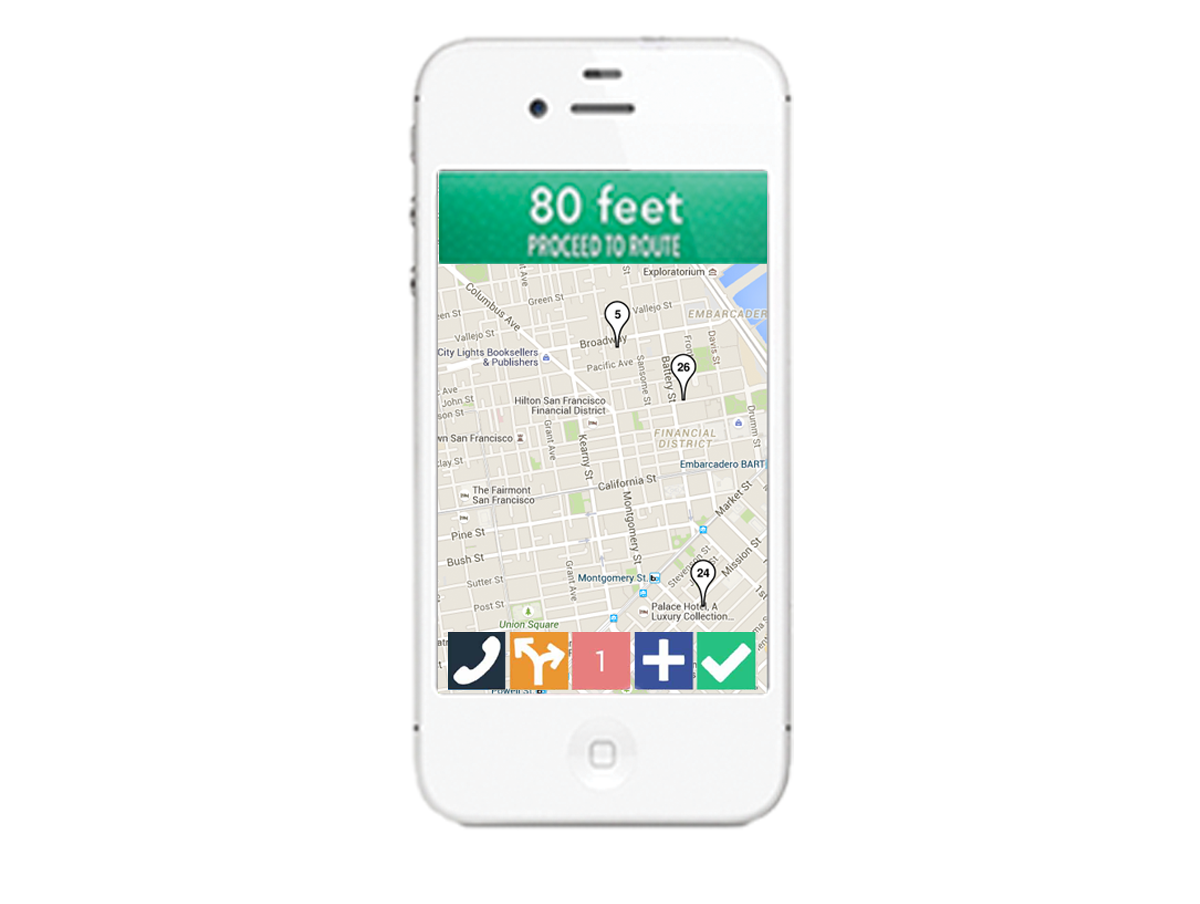 80 feet
PROCEED TO ROUTE
Exploratorium
Columbus Ave
Green St
Vallejo St
EMBARCADER
5
Vallejo St
Broadway
Davis St
City Lights Booksellers
& Publishers
Pacific Ave
Sansome St
Battery St
26
Hilton San Francisco
Financial District
John St
Grant Ave
Kearny St
FINANCIAL
DISTRICT
Drumm St
wn San Francisco
lay St
Embarcadero BART
California St
The Fairmont
San Francisco
Montgomery St
Market St
Pine St
Bush St
Mission St
Stevenson St
Sutter St
Grant Ave
Montgomery St.
24
1st
Post St
Palace Hotel, A
Luxury Collection...
Union Square
1
Powell St